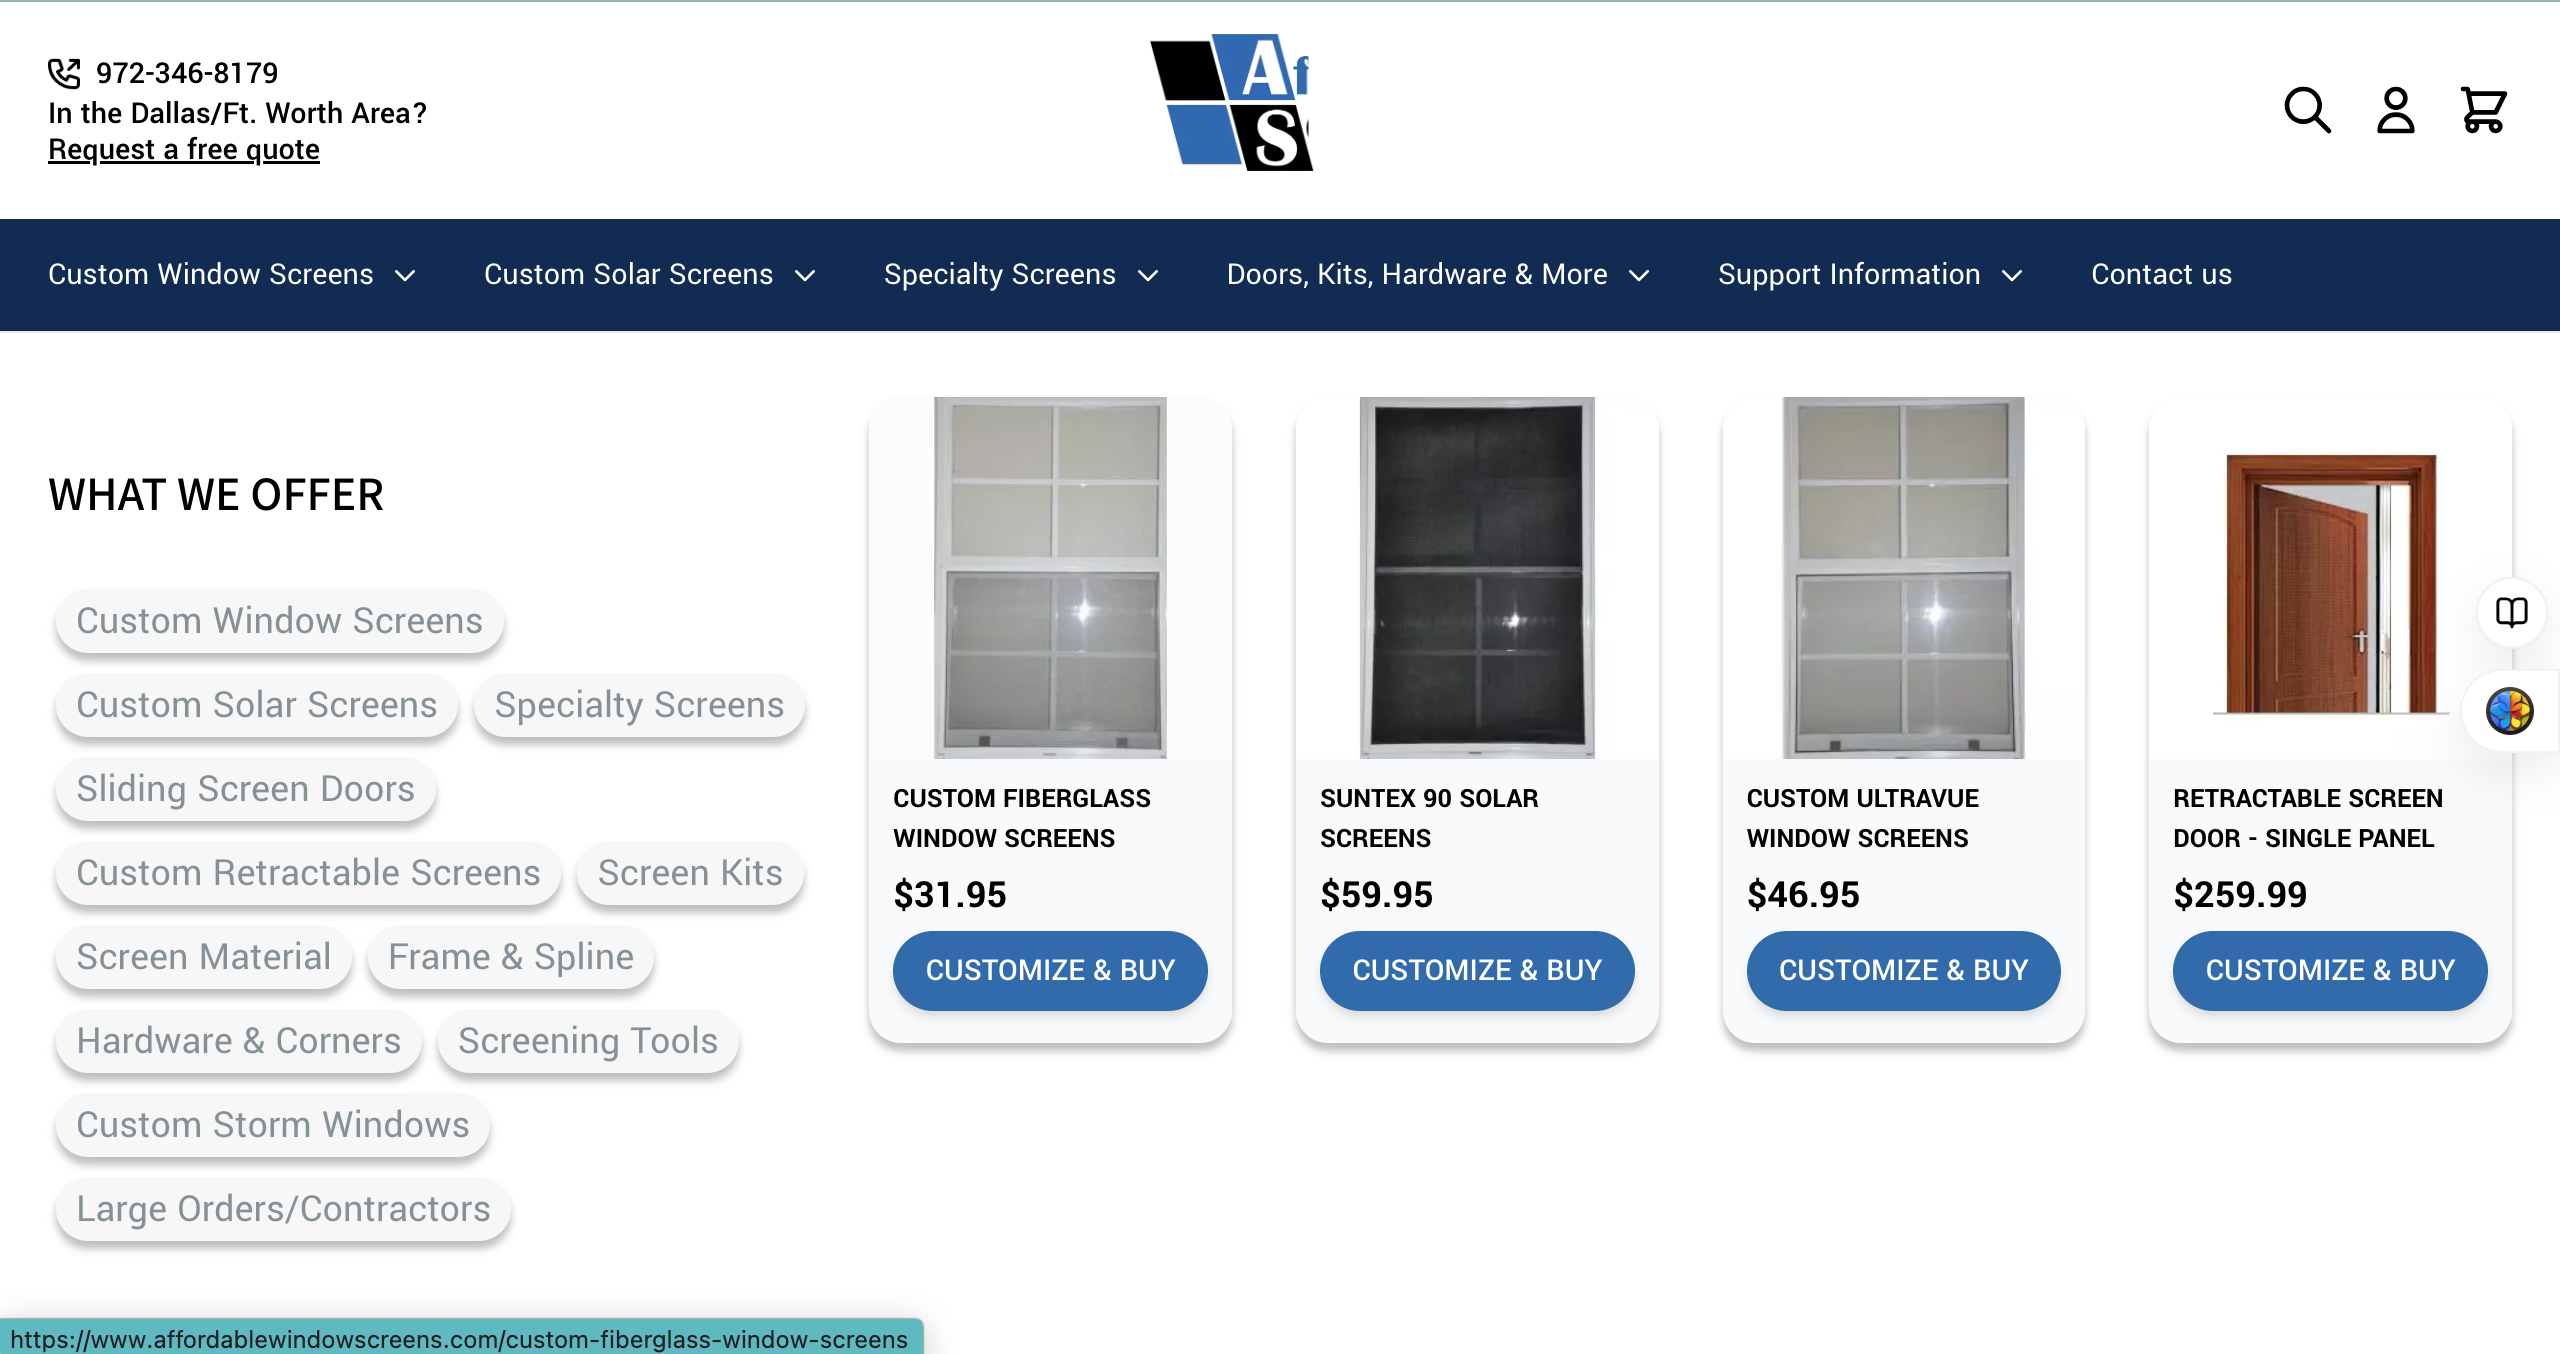 972-346-8179
In the Dallas/Ft. Worth Area?
Request a free quote
Af
S
Custom Window Screens
Custom Solar Screens
Specialty Screens
Doors, Kits, Hardware & More
Support Information
Contact us
WHAT WE OFFER
Custom Window Screens
Custom Solar Screens
Specialty Screens
Sliding Screen Doors
Custom Retractable Screens
Screen Kits
Screen Material
Frame & Spline
Hardware & Corners
Screening Tools
Custom Storm Windows
Large Orders/Contractors
CUSTOM FIBERGLASS
WINDOW SCREENS
$31.95
CUSTOMIZE & BUY
SUNTEX 90 SOLAR
SCREENS
$59.95
CUSTOMIZE & BUY
CUSTOM ULTRAVUE
WINDOW SCREENS
$46.95
CUSTOMIZE & BUY
RETRACTABLE SCREEN
DOOR - SINGLE PANEL
$259.99
CUSTOMIZE & BUY
https://www.affordablewindowscreens.com/custom-fiberglass-window-screens